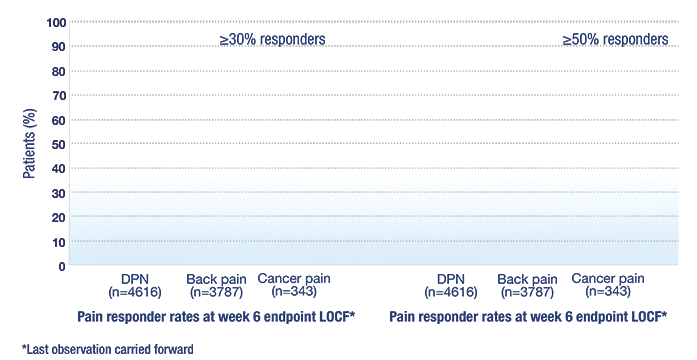 100
≥30% responders
≥50% responders
90
80
70
60
50
40
30
20
10
0
Patients (%)
DPN
(n=4616)
Back pain
(n=3787)
Cancer pain
(n=343)
DPN
(n=4616)
Back pain
(n=3787)
Cancer pain
(n=343)
Pain responder rates at week 6 endpoint LOCF*
Pain responder rates at week 6 endpoint LOCF*
*Last observation carried forward